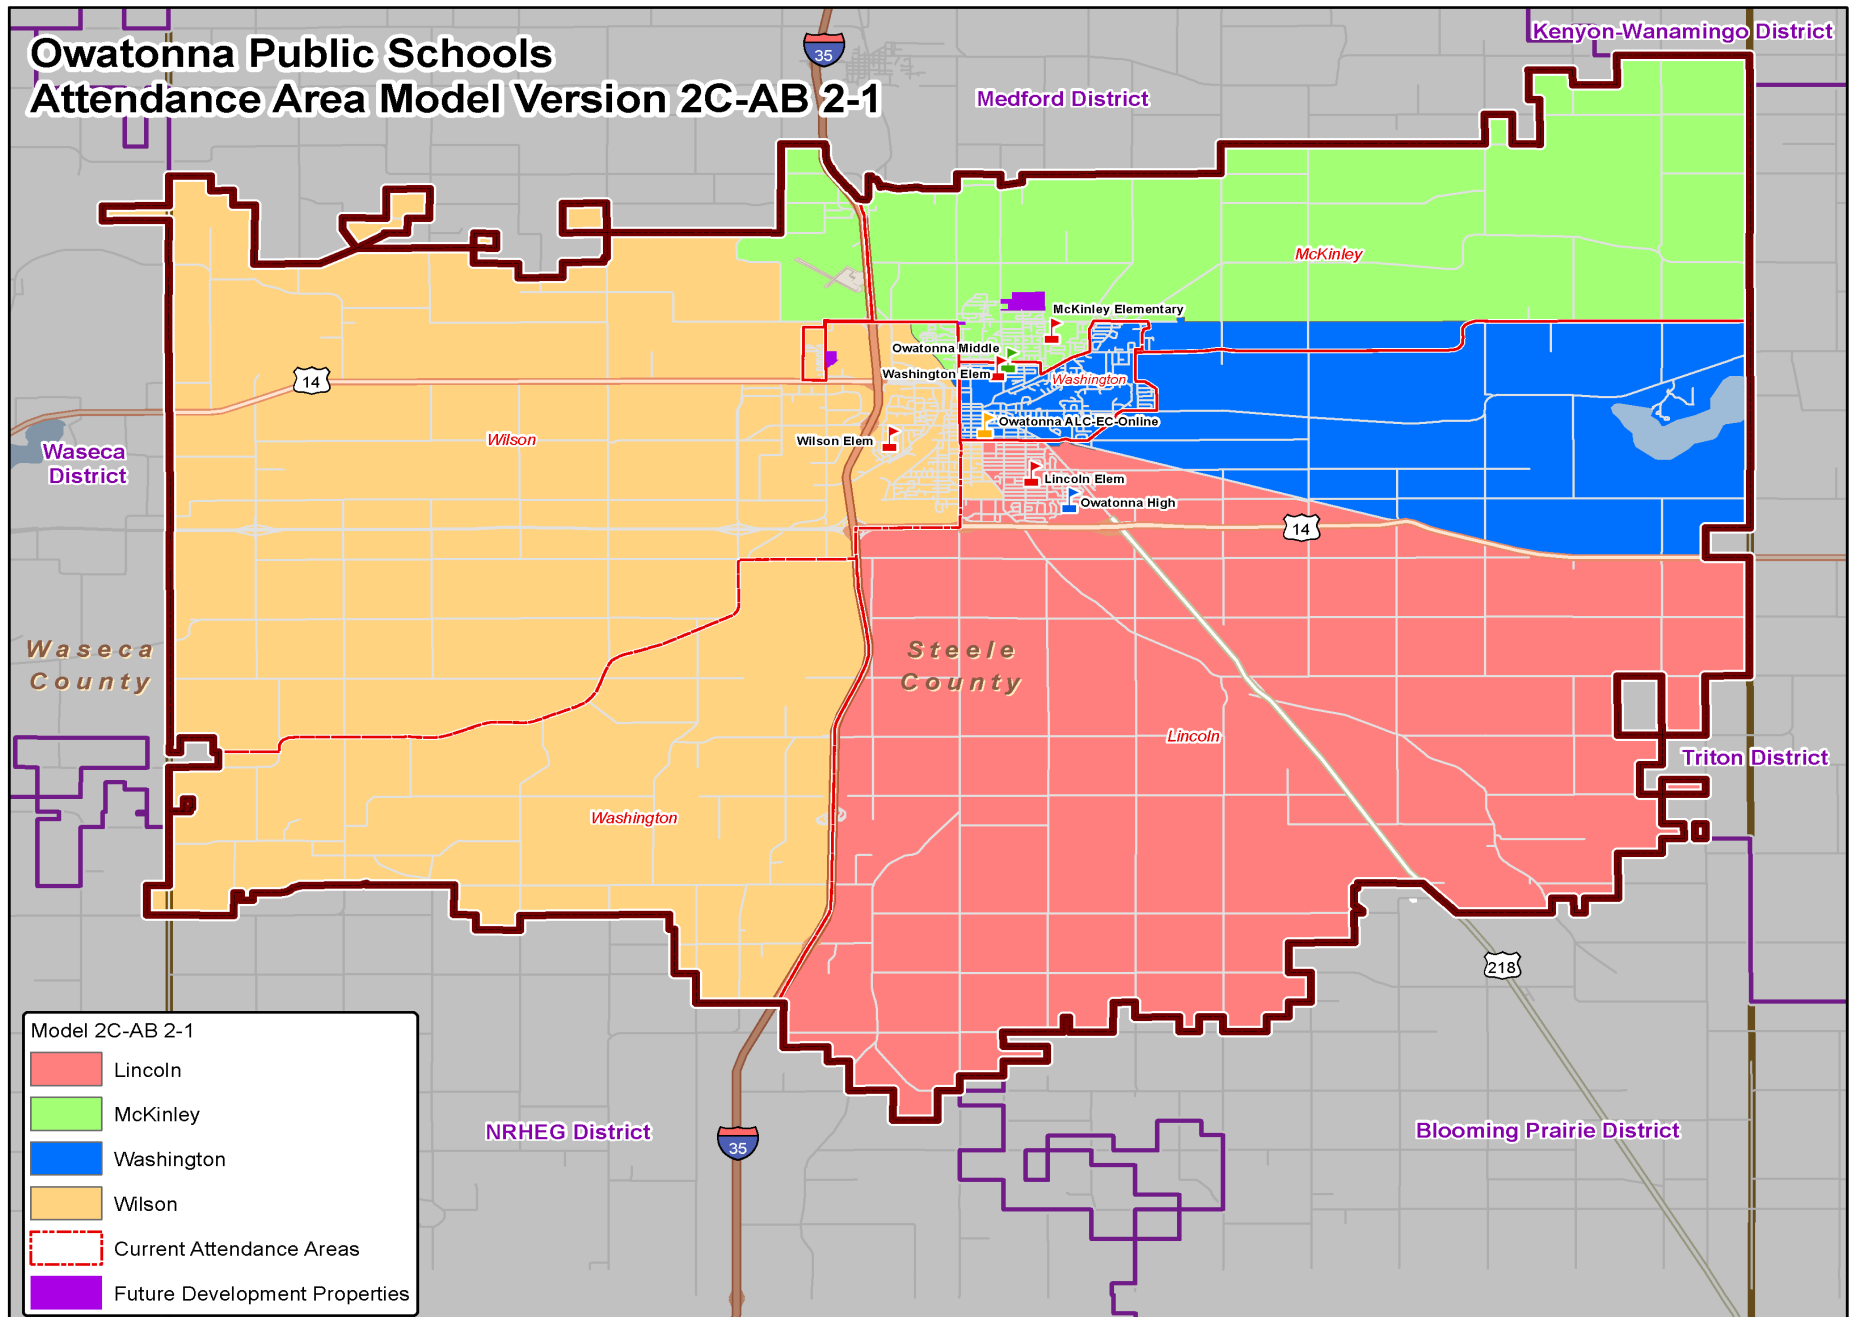 Owatonna Public Schools
Attendance Area Model Version 2C-AB 2-1
35
Kenyon-Wanamingo District
Medford District
McKinley
McKinley Elementary
Owatonna Middle
Washington Elem
Washington
14
Owatonna ALC-EC-Online
Wilson
Wilson Elem
Waseca
District
Lincoln Elem
Owatonna High
14
Waseca
County
Steele
County
Lincoln
Triton District
Washington
218
Model 2C-AB 2-1
Lincoln
McKinley
Washington
Wilson
Current Attendance Areas
Future Development Properties
NRHEG District
35
Blooming Prairie District